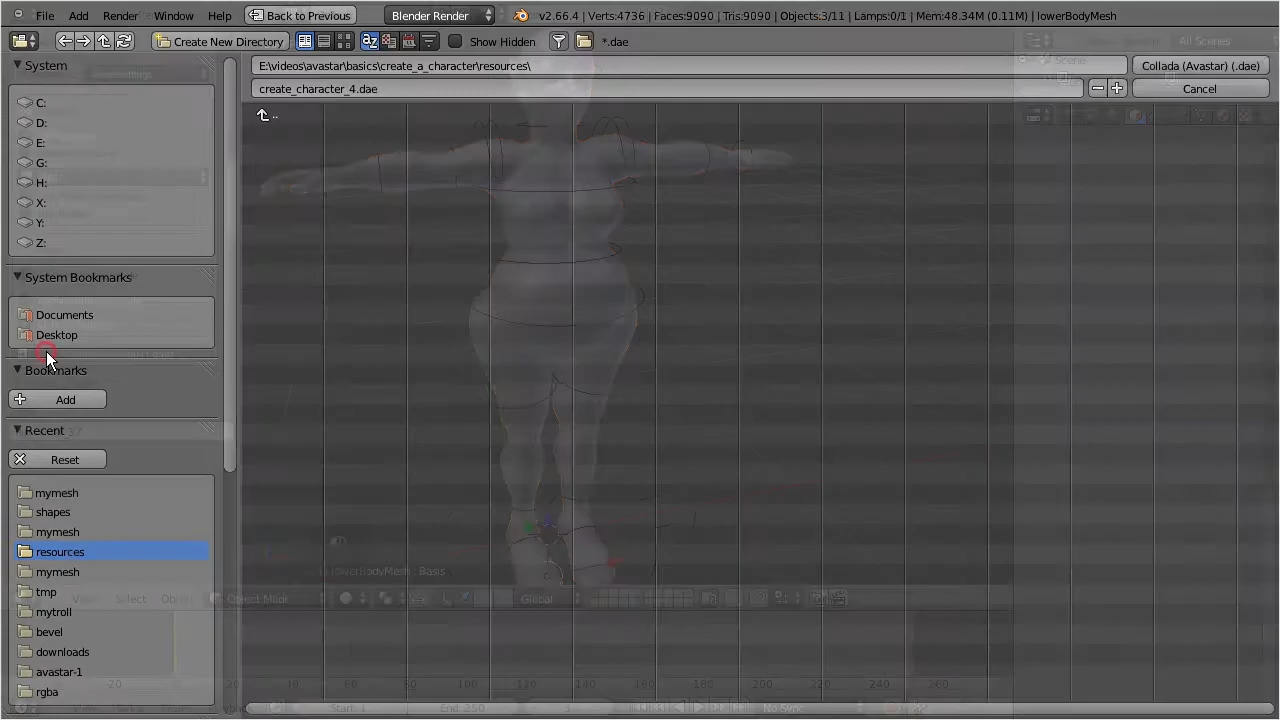 File Add Render Window Help Back to Previous Blender Render v2.66.4 | Verts:4736 | Faces:9090 | Tris:9090 | Objects:3/11 | Lamps:0/1 | Mem:48.34M (0.11M) | lowerBodyMesh
Create New Directory Show Hidden *.dae All Scenes
System E:\videos\avastar\basics\create_a_character\resources\ Collada (Avastar) (.dae)
create_character_4.dae Cancel
..
C:
D:
E:
G:
H:
X:
Y:
Z:
System Bookmarks
Documents
Desktop
Bookmarks
Add
Recent
Reset
mymesh
shapes
mymesh
resources
mymesh
lowerBodyMesh : Basis
tmp
View Select Object Object Mode Global
mytroll
bevel
downloads
avastar-1
-20 20 40 60 80 100 120 140 160 180 200 220 240 260
rgba
Start: 1 End: 250 3 No Sync